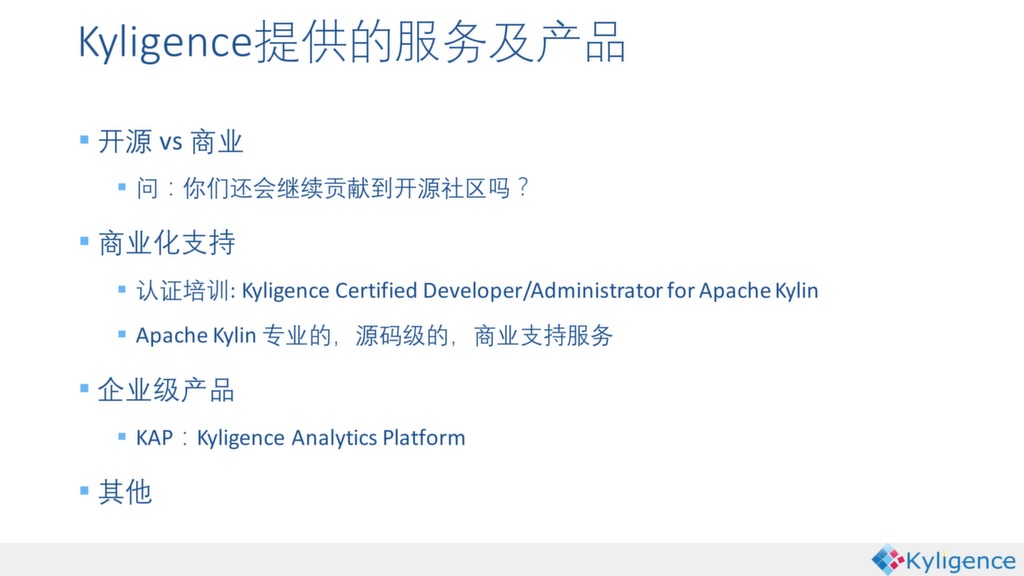 Kyligence提供的服务及产品
开源 vs 商业
问：你们还会继续贡献到开源社区吗？
商业化支持
认证培训: Kyligence Certified Developer/Administrator for Apache Kylin
Apache Kylin 专业的，源码级的，商业支持服务
企业级产品
KAP：Kyligence Analytics Platform
其他
Kyligence